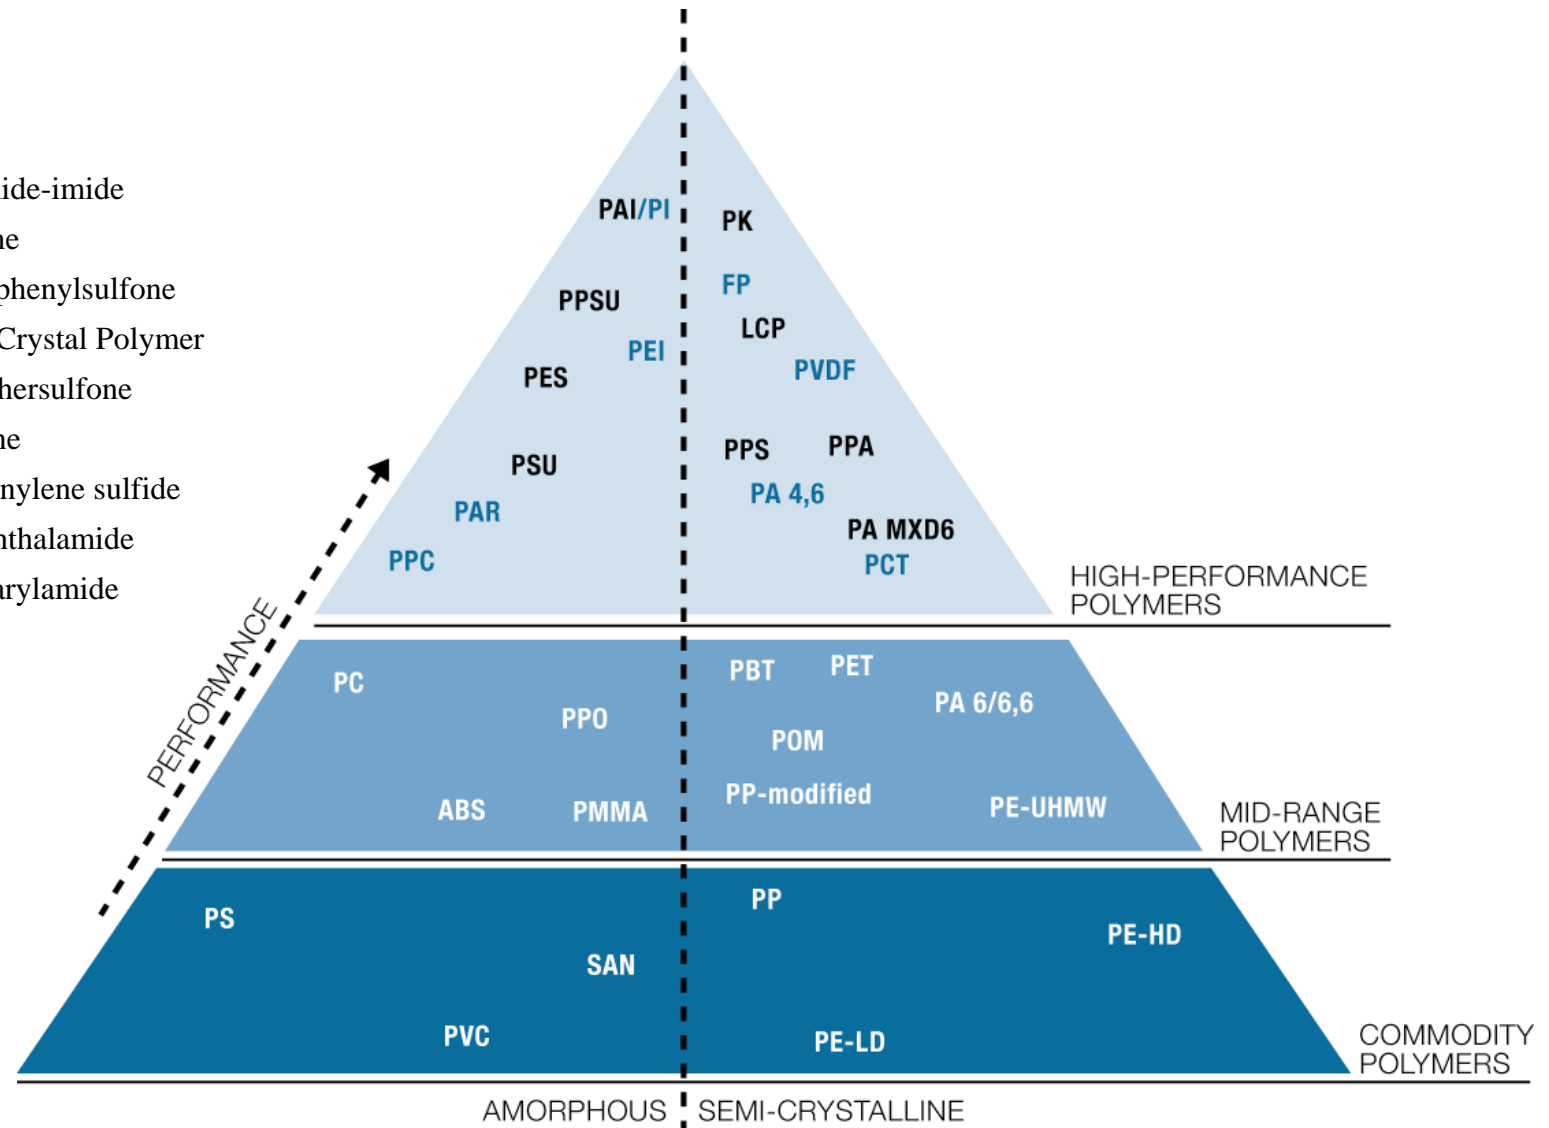 ide-imide
ne
phenylsulfone
Crystal Polymer
hersulfone
ne
nylene sulfide
nthalamide
arylamide
PAI/PI
PK
FP
PPSU
LCP
PEI
PVDF
PES
PPS
PPA
PSU
PA 4,6
PAR
PA MXD6
PPC
PCT
HIGH-PERFORMANCE
POLYMERS
PERFORMANCE
PC
PBT
PET
PA 6/6,6
PPO
POM
PP-modified
ABS
PMMA
PE-UHMW
MID-RANGE
POLYMERS
PS
PP
PE-HD
SAN
PVC
PE-LD
COMMODITY
POLYMERS
AMORPHOUS
SEMI-CRYSTALLINE